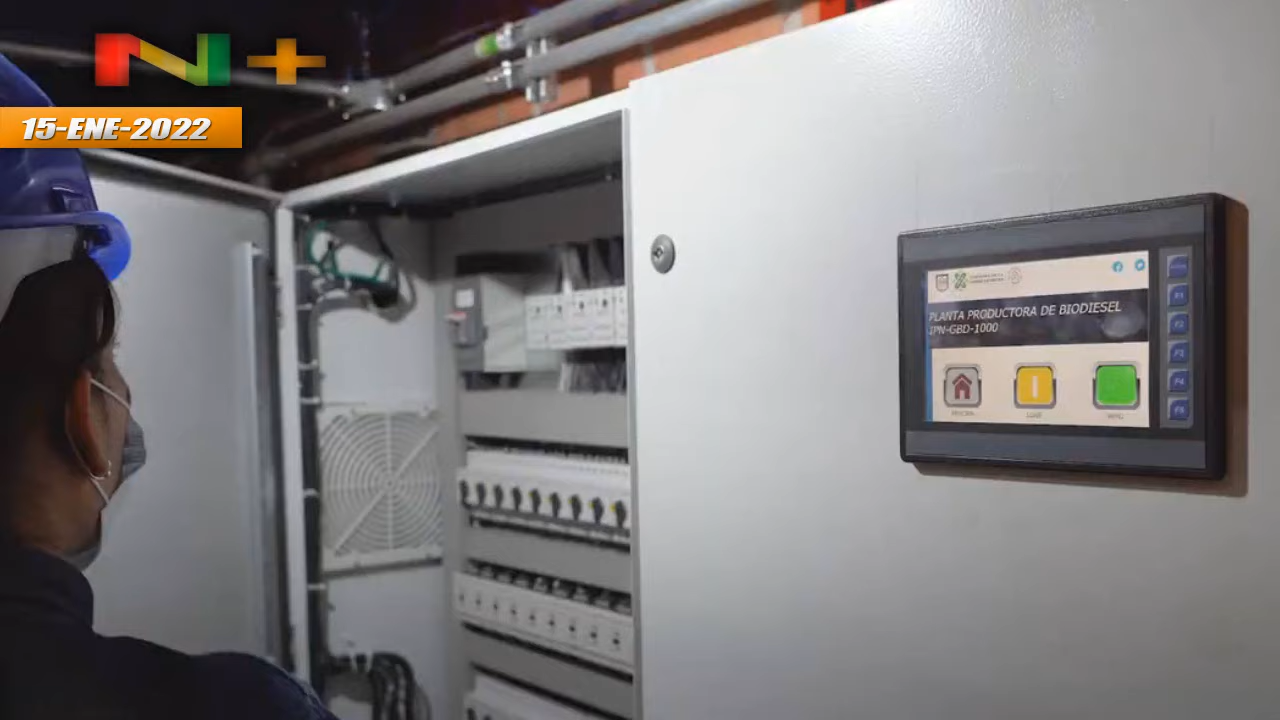 N+
15-ENE-2022
PLANTA PRODUCTORA DE BIODIESEL
IPN-GBD-1000
F1
F2
F3
F4
F5